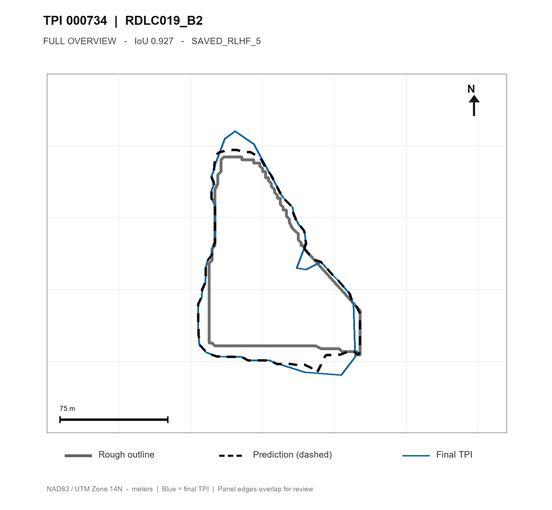 TPI 000734 | RDLC019_B2
FULL OVERVIEW - IoU 0.927 - SAVED_RLHF_5
N
75 m
Rough outline Prediction (dashed) Final TPI
NAD83 / UTM Zone 14N - meters | Blue = final TPI | Panel edges overlap for review